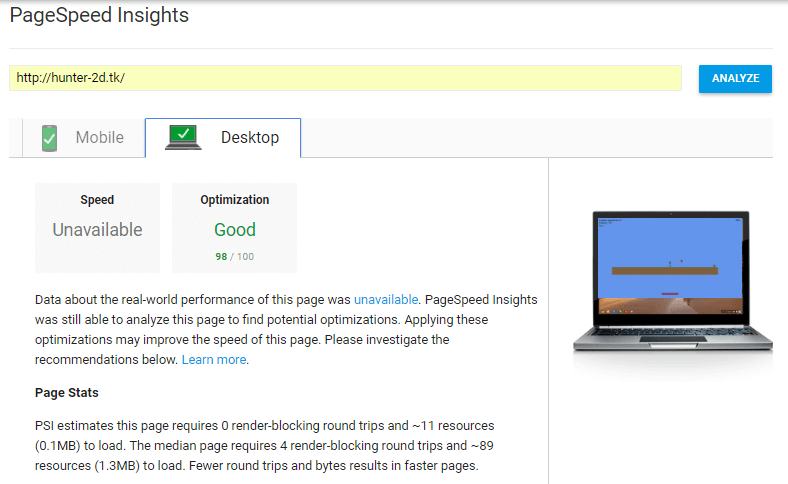 PageSpeed Insights
http://hunter-2d.tk/
ANALYZE
Mobile
Desktop
Speed
Unavailable
Optimization
Good
98 / 100
Data about the real-world performance of this page was unavailable. PageSpeed Insights
was still able to analyze this page to find potential optimizations. Applying these
optimizations may improve the speed of this page. Please investigate the
recommendations below. Learn more.
Page Stats
PSI estimates this page requires 0 render-blocking round trips and ~11 resources
(0.1MB) to load. The median page requires 4 render-blocking round trips and ~89
resources (1.3MB) to load. Fewer round trips and bytes results in faster pages.